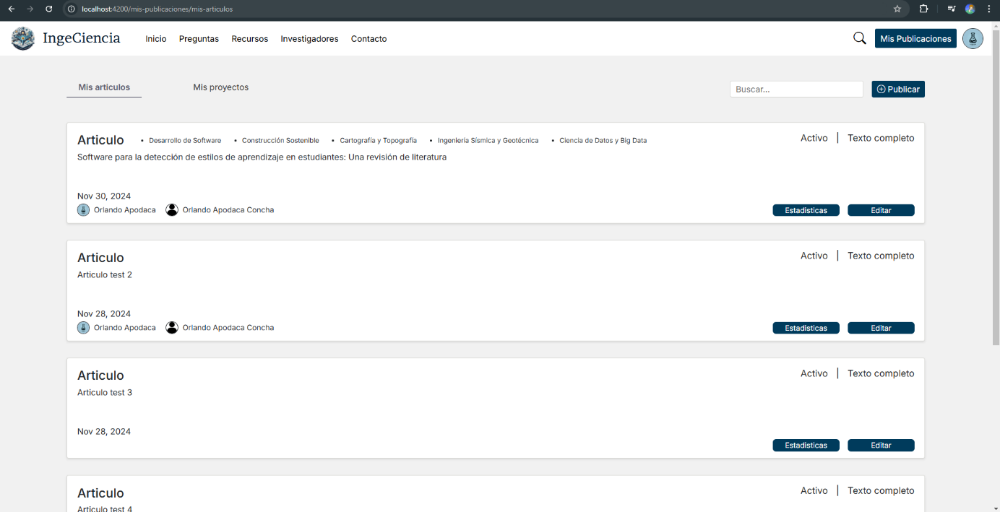 localhost:4200/mis-publicaciones/mis-articulos
IngeCiencia Inicio Preguntas Recursos Investigadores Contacto Mis Publicaciones
Mis articulos Mis proyectos Buscar... Publicar
Articulo • Desarrollo de Software • Construcción Sostenible • Cartografía y Topografía • Ingeniería Sísmica y Geotécnica • Ciencia de Datos y Big Data Activo | Texto completo
Software para la detección de estilos de aprendizaje en estudiantes: Una revisión de literatura
Nov 30, 2024
Orlando Apodaca Orlando Apodaca Concha Estadisticas Editar
Articulo Activo | Texto completo
Articulo test 2
Nov 28, 2024
Orlando Apodaca Orlando Apodaca Concha Estadisticas Editar
Articulo Activo | Texto completo
Articulo test 3
Nov 28, 2024
Estadisticas Editar
Articulo Activo | Texto completo
Articulo test 4